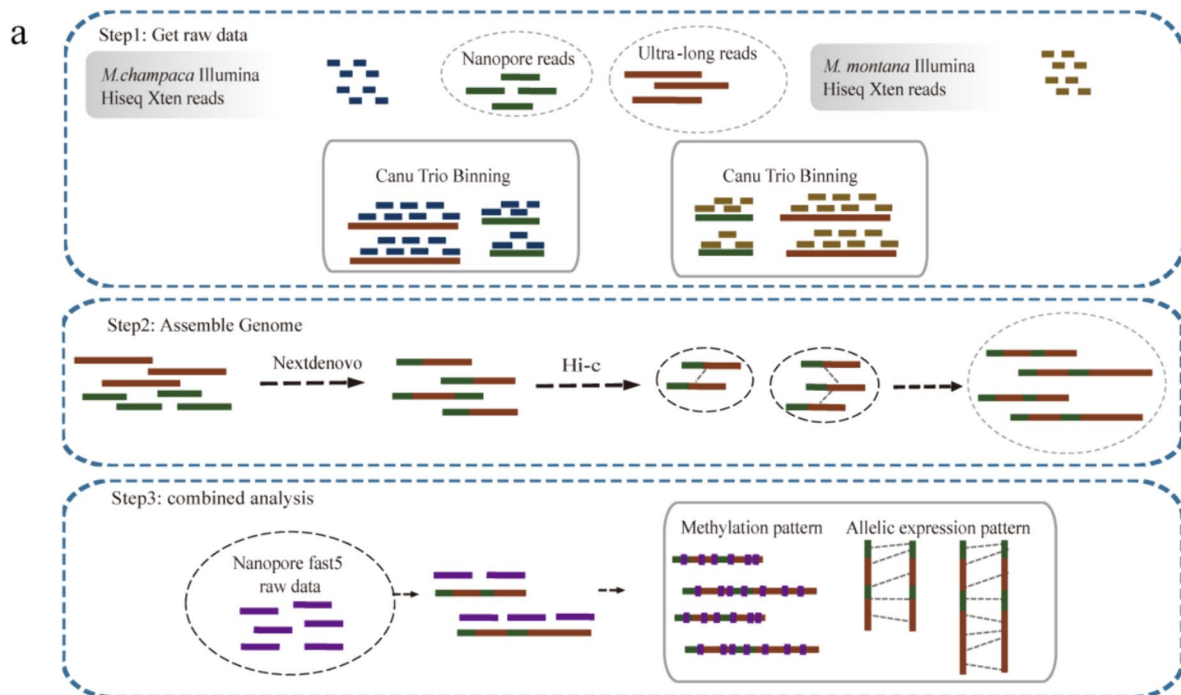 a
Step1: Get raw data
M.champaca Illumina
Hiseq Xten reads
Nanopore reads
Ultra-long reads
M. montana Illumina
Hiseq Xten reads
Canu Trio Binning
Canu Trio Binning
Step2: Assemble Genome
Nextdenovo
Hi-c
Step3: combined analysis
Nanopore fast5
raw data
Methylation pattern
Allelic expression pattern